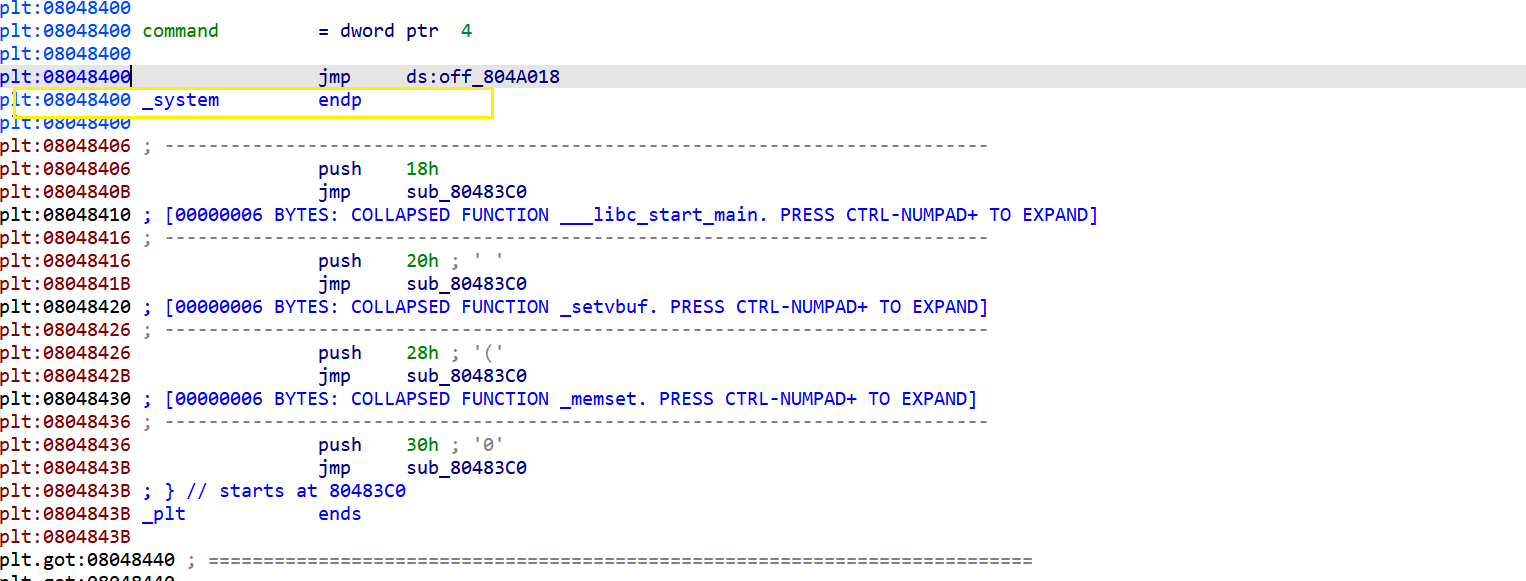 plt:08048400
plt:08048400 command = dword ptr 4
plt:08048400
plt:08048400 jmp ds:off_804A018
plt:08048400 _system endp
plt:08048400
plt:08048406 ; ---------------------------------------------------------------------------
plt:08048406 push 18h
plt:0804840B jmp sub_80483C0
plt:08048410 ; [00000006 BYTES: COLLAPSED FUNCTION ___libc_start_main. PRESS CTRL-NUMPAD+ TO EXPAND]
plt:08048416 ; ---------------------------------------------------------------------------
plt:08048416 push 20h ; ' '
plt:0804841B jmp sub_80483C0
plt:08048420 ; [00000006 BYTES: COLLAPSED FUNCTION _setvbuf. PRESS CTRL-NUMPAD+ TO EXPAND]
plt:08048426 ; ---------------------------------------------------------------------------
plt:08048426 push 28h ; '('
plt:0804842B jmp sub_80483C0
plt:08048430 ; [00000006 BYTES: COLLAPSED FUNCTION _memset. PRESS CTRL-NUMPAD+ TO EXPAND]
plt:08048436 ; ---------------------------------------------------------------------------
plt:08048436 push 30h ; '0'
plt:0804843B jmp sub_80483C0
plt:0804843B ; } // starts at 80483C0
plt:0804843B _plt ends
plt:0804843B
plt.got:08048440 ; ===========================================================================
plt.got:08048440